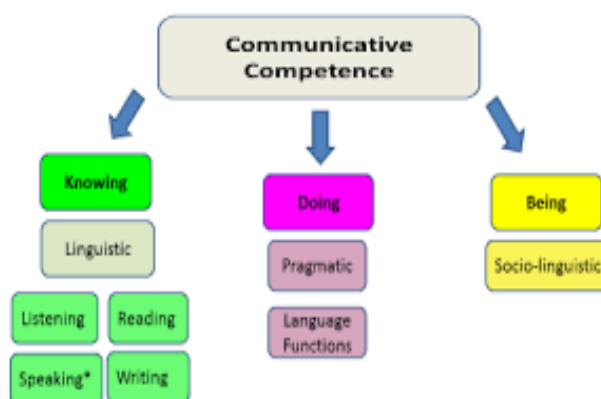 Communicative
Competence
Knowing
Doing
Being
Linguistic
Pragmatic
Socio-linguistic
Listening
Reading
Language
Functions
Speaking*
Writing